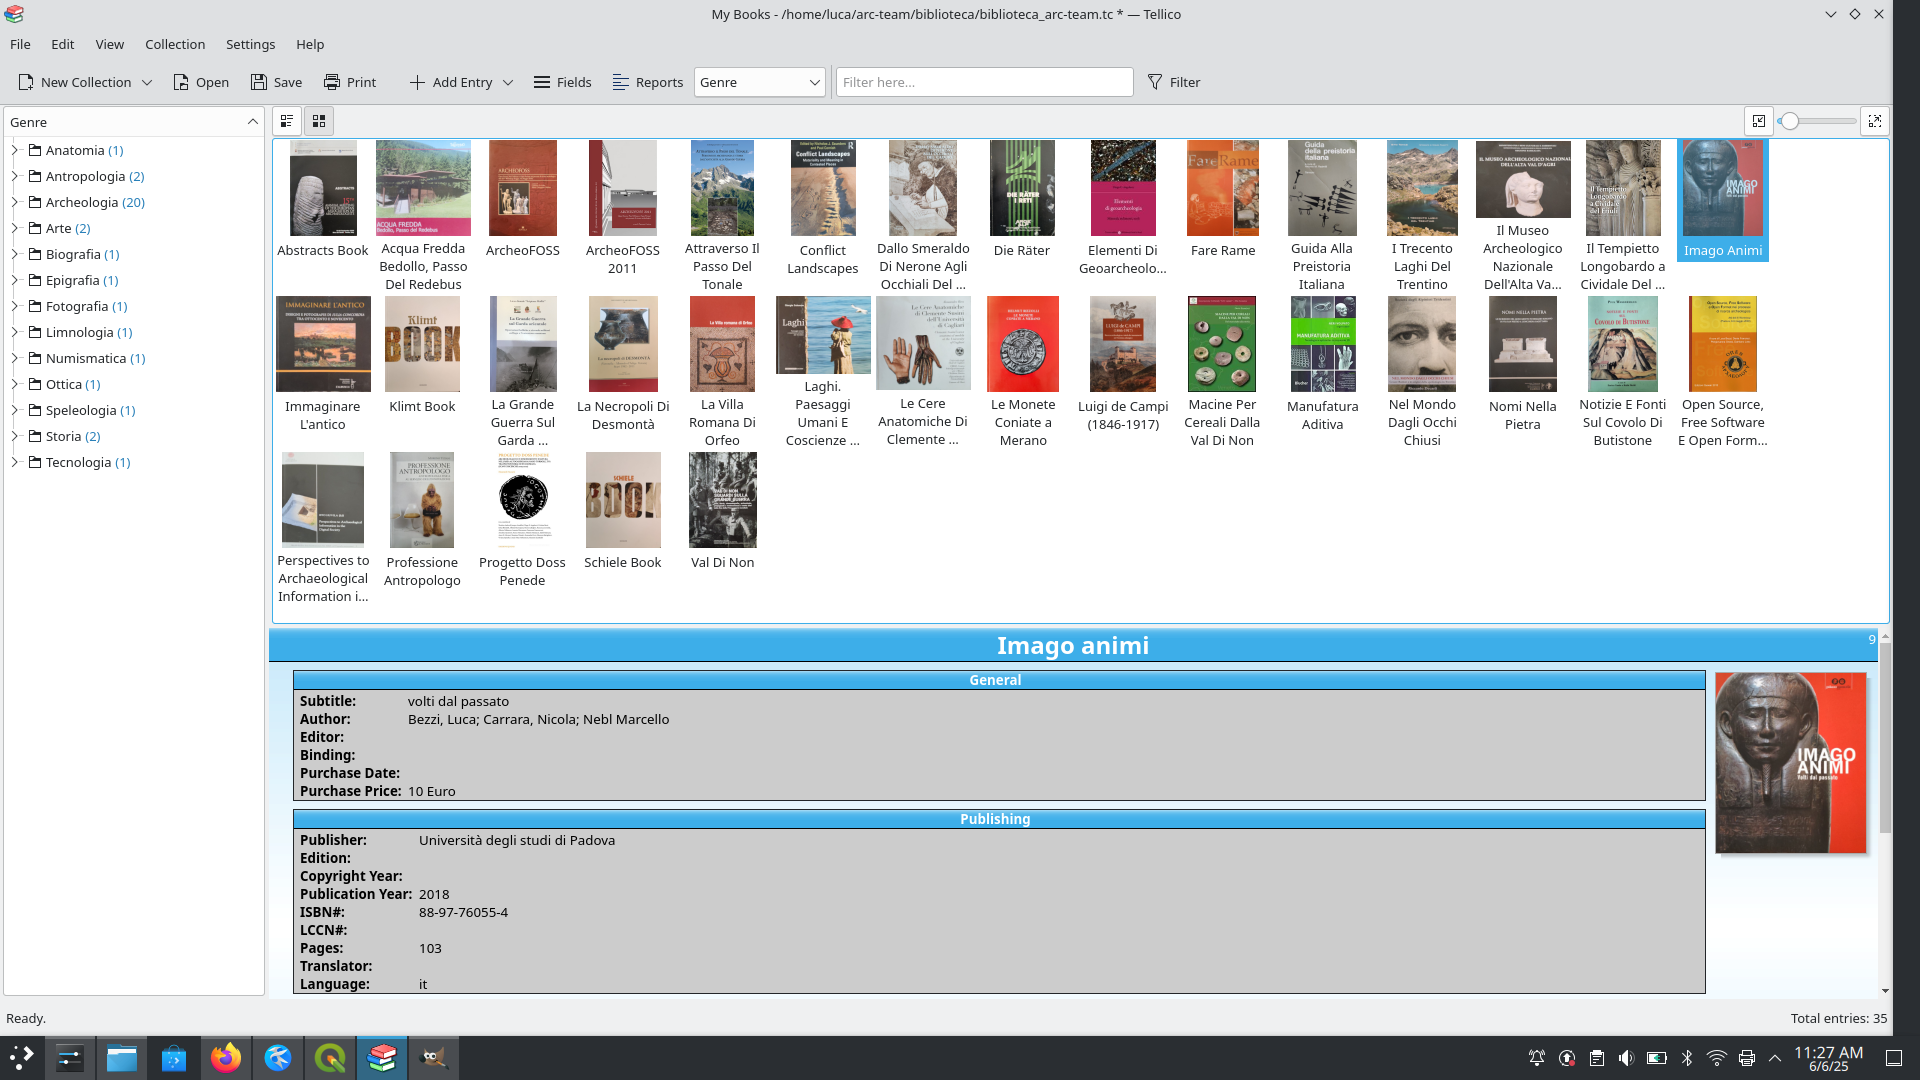 My Books - /home/luca/arc-team/biblioteca/biblioteca_arc-team.tc * — Tellico
File Edit View Collection Settings Help
New Collection Open Save Print Add Entry Fields Reports Genre Filter here... Filter
Genre
Anatomia (1)
Antropologia (2)
Archeologia (20)
Arte (2)
Biografia (1)
Epigrafia (1)
Fotografia (1)
Limnologia (1)
Numismatica (1)
Ottica (1)
Speleologia (1)
Storia (2)
Tecnologia (1)
Abstracts Book
Acqua Fredda
Bedollo, Passo
Del Redebus
ArcheoFOSS
ArcheoFOSS
2011
Attraverso Il
Passo Del
Tonale
Conflict
Landscapes
Dallo Smeraldo
Di Nerone Agli
Occhiali Del ...
Die Räter
Elementi Di
Geoarcheolo...
Fare Rame
Guida Alla
Preistoria
Italiana
I Trecento
Laghi Del
Trentino
Il Museo
Archeologico
Nazionale
Dell'Alta Va...
Il Tempietto
Longobardo a
Cividale Del ...
Imago Animi
Immaginare
L'antico
Klimt Book
La Grande
Guerra Sul
Garda ...
La Necropoli Di
Desmontà
La Villa
Romana Di
Orfeo
Laghi.
Paesaggi
Umani E
Coscienze ...
Le Cere
Anatomiche Di
Clemente ...
Le Monete
Coniate a
Merano
Luigi de Campi
(1846-1917)
Macine Per
Cereali Dalla
Val Di Non
Manufatura
Aditiva
Nel Mondo
Dagli Occhi
Chiusi
Nomi Nella
Pietra
Notizie E Fonti
Sul Covolo Di
Butistone
Open Source,
Free Software
E Open Form...
Perspectives to
Archaeological
Information i...
Professione
Antropologo
Progetto Doss
Penede
Schiele Book
Val Di Non
Imago animi
9
General
Subtitle: volti dal passato
Author: Bezzi, Luca; Carrara, Nicola; Nebl Marcello
Editor:
Binding:
Purchase Date:
Purchase Price: 10 Euro
IMAGO
ANIMI
Volti dal passato
Publishing
Publisher: Università degli studi di Padova
Edition:
Copyright Year:
Publication Year: 2018
ISBN#: 88-97-76055-4
LCCN#:
Pages: 103
Translator:
Language: it
Ready.
Total entries: 35
11:27 AM
6/6/25